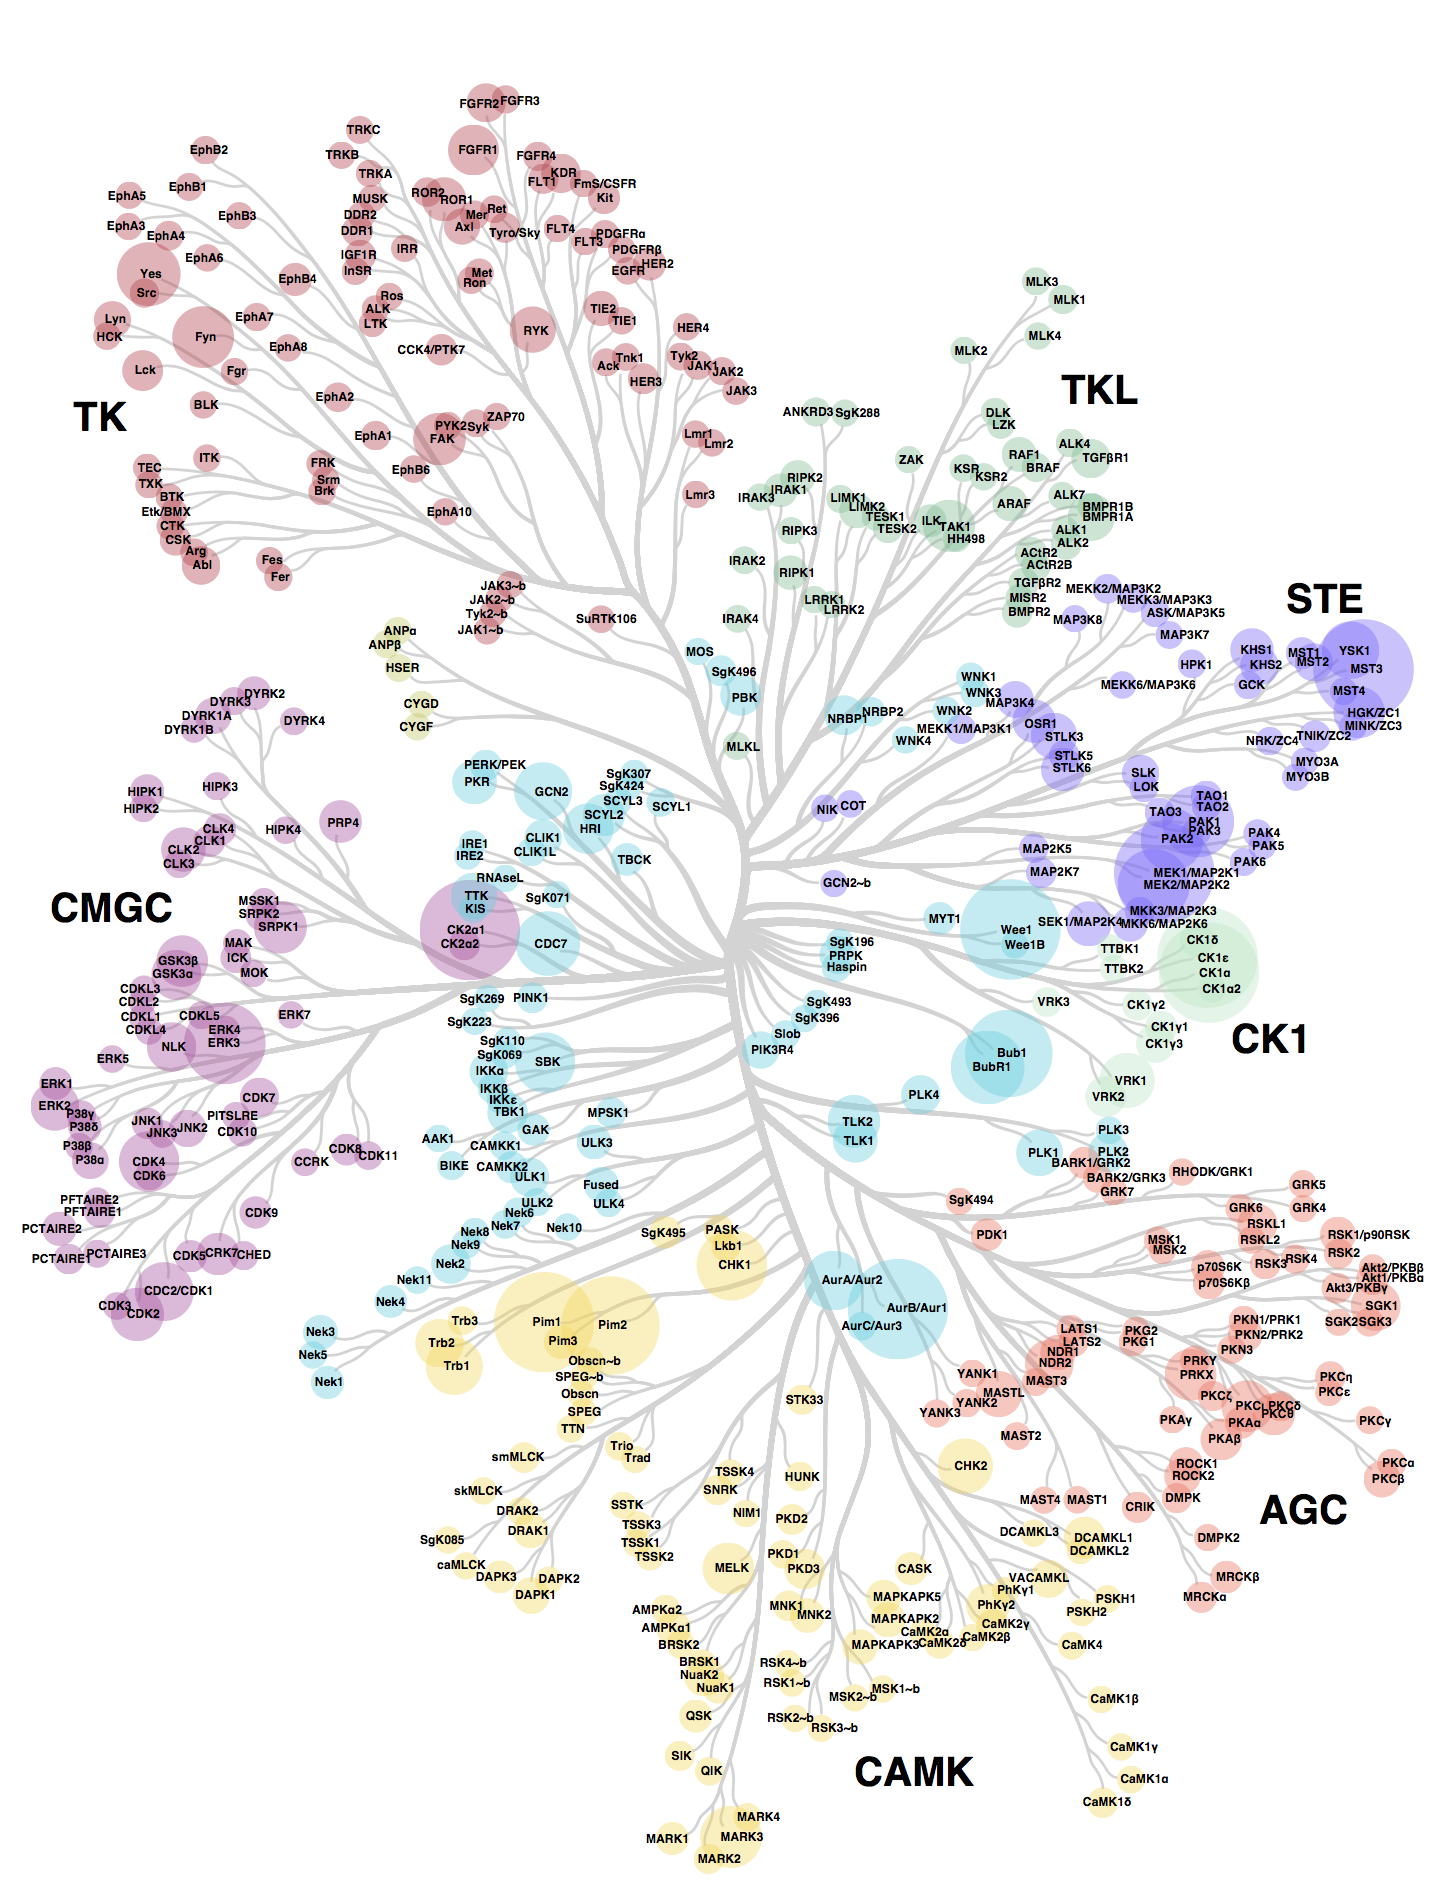 FGFR2
FGFR3
TRKC
EphB2
TRKB
FGFR1
FGFR4
TRKA
KDR
FLT1
FmS/CSFR
Kit
EphB1
EphA5
MUSK
ROR2
ROR1
DDR2
Mer
Ret
EphB3
EphA3
EphA4
DDR1
Axl
Tyro/Sky
FLT4
FLT3
PDGFRα
PDGFRβ
IRR
IGF1R
InSR
EphA6
EGFR
HER2
Yes
Src
EphB4
Met
Ron
Ros
ALK
LTK
TIE2
TIE1
Lyn
HCK
EphA7
Fyn
RYK
HER4
EphA8
CCK4/PTK7
Tnk1
Ack
Tyk2
JAK1
JAK2
JAK3
Lck
Fgr
HER3
EphA2
BLK
TK
PYK2
Syk
ZAP70
FAK
EphA1
Lmr1
Lmr2
ITK
TEC
TXK
FRK
Srm
Brk
EphB6
BTK
Etk/BMX
Lmr3
CTK
CSK
EphA10
Arg
Abl
Fes
Fer
JAK3~b
JAK2~b
Tyk2~b
JAK1~b
SuRTK106
MLK3
MLK1
MLK4
MLK2
TKL
ANKRD3
SgK288
DLK
LZK
ALK4
TGFβR1
ZAK
RAF1
BRAF
KSR
KSR2
RIPK2
IRAK1
IRAK3
LIMK1
LIMK2
TESK1
TESK2
ARAF
ALK7
BMPR1B
BMPR1A
RIPK3
ILK
TAK1
HH498
ALK1
ALK2
IRAK2
ACtR2
ACtR2B
RIPK1
TGFβR2
MISR2
BMPR2
LRRK1
LRRK2
IRAK4
MLKL
MEKK2/MAP3K2
MEKK3/MAP3K3
ASK/MAP3K5
MAP3K8
MAP3K7
STE
HPK1
KHS1
KHS2
GCK
MST1
MST2
YSK1
MST3
MST4
MEKK6/MAP3K6
HGK/ZC1
MINK/ZC3
TNIK/ZC2
NRK/ZC4
MYO3A
MYO3B
MAP3K4
OSR1
STLK3
STLK5
STLK6
MEKK1/MAP3K1
SLK
LOK
TAO1
TAO2
TAO3
PAK1
PAK3
PAK2
PAK4
PAK5
PAK6
NIK
COT
MAP2K5
MAP2K7
MEK1/MAP2K1
MEK2/MAP2K2
GCN2~b
SEK1/MAP2K4
MKK3/MAP2K3
MKK6/MAP2K6
ANPα
ANPβ
HSER
CYGD
CYGF
MOS
SgK496
PBK
WNK1
WNK3
WNK2
WNK4
NRBP1
NRBP2
PERK/PEK
PKR
GCN2
SgK307
SgK424
SCYL3
SCYL2
SCYL1
HRI
CLIK1
CLIK1L
IRE1
IRE2
TBCK
RNAseL
SgK071
TTK
KIS
CK2α1
CK2α2
CDC7
MYT1
Wee1
Wee1B
SgK196
PRPK
Haspin
SgK493
SgK396
Slob
PIK3R4
DYRK2
DYRK3
DYRK1A
DYRK1B
DYRK4
HIPK1
HIPK2
HIPK3
HIPK4
PRP4
CLK4
CLK1
CLK2
CLK3
CMGC
MSSK1
SRPK2
SRPK1
MAK
ICK
MOK
GSK3β
GSK3α
CDKL3
CDKL2
CDKL1
CDKL4
CDKL5
ERK7
ERK4
ERK3
NLK
ERK5
ERK1
ERK2
P38γ
P38δ
P38β
P38α
JNK1
JNK3
JNK2
CDK7
PITSLRE
CDK10
CDK4
CDK6
CCRK
CDK8
CDK11
PFTAIRE2
PFTAIRE1
PCTAIRE2
PCTAIRE1
PCTAIRE3
CDK9
CDK5
CRK7
CHED
CDC2/CDK1
CDK3
CDK2
TTBK1
TTBK2
CK1δ
CK1ε
CK1α
CK1α2
VRK3
CK1γ2
CK1γ1
CK1γ3
CK1
VRK1
VRK2
SgK269
PINK1
SgK223
SgK110
SgK069
SBK
IKKα
IKKβ
IKKε
TBK1
GAK
MPSK1
AAK1
CAMKK1
BIKE
CAMKK2
ULK3
ULK1
Fused
ULK2
ULK4
Nek6
Nek7
Nek10
Nek8
Nek9
Nek2
Nek11
Nek4
Nek3
Nek5
Nek1
Bub1
BubR1
PLK4
TLK2
TLK1
PLK3
PLK1
PLK2
AurA/Aur2
AurB/Aur1
AurC/Aur3
BARK1/GRK2
BARK2/GRK3
GRK7
RHODK/GRK1
GRK5
GRK4
GRK6
SgK494
PDK1
RSKL1
RSKL2
MSK1
MSK2
RSK1/p90RSK
RSK2
RSK3
RSK4
p70S6K
p70S6Kβ
Akt2/PKBβ
Akt1/PKBα
Akt3/PKBγ
SGK1
SGK2
SGK3
LATS1
LATS2
NDR1
NDR2
MAST3
PKG2
PKG1
PKN1/PRK1
PKN2/PRK2
PKN3
PRKY
PRKX
YANK1
YANK2
YANK3
MASTL
MAST2
PKCζ
PKCι
PKCδ
PKCθ
PKCη
PKCε
PKAγ
PKAα
PKAβ
PKCγ
PKCα
PKCβ
ROCK1
ROCK2
DMPK
CRIK
MAST4
MAST1
AGC
DMPK2
MRCKβ
MRCKα
SgK495
PASK
Lkb1
CHK1
Pim1
Pim2
Pim3
Trb3
Trb2
Trb1
Obscn~b
SPEG~b
Obscn
SPEG
TTN
STK33
smMLCK
Trio
Trad
skMLCK
CHK2
TSSK4
SNRK
HUNK
SSTK
DRAK2
DRAK1
NIM1
TSSK3
TSSK1
TSSK2
PKD2
SgK085
DCAMKL3
DCAMKL1
DCAMKL2
PKD1
PKD3
caMLCK
DAPK3
DAPK2
DAPK1
MELK
CASK
VACAMKL
PhKγ1
PhKγ2
MAPKAPK5
MAPKAPK2
MAPKAPK3
PSKH1
PSKH2
MNK1
MNK2
AMPKα2
AMPKα1
BRSK2
BRSK1
CaMK2γ
CaMK2α
CaMK2δ
CaMK2β
CaMK4
NuaK2
NuaK1
RSK4~b
RSK1~b
MSK2~b
MSK1~b
QSK
RSK2~b
RSK3~b
CaMK1β
SIK
QIK
CaMK1γ
CAMK
CaMK1α
CaMK1δ
MARK4
MARK1
MARK3
MARK2